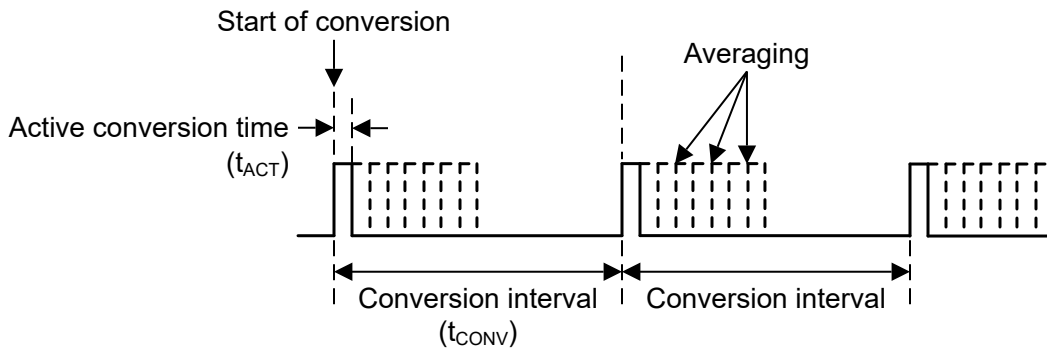 Start of conversion
Averaging
Active conversion time
(tACT)
Conversion interval
(tCONV)
Conversion interval